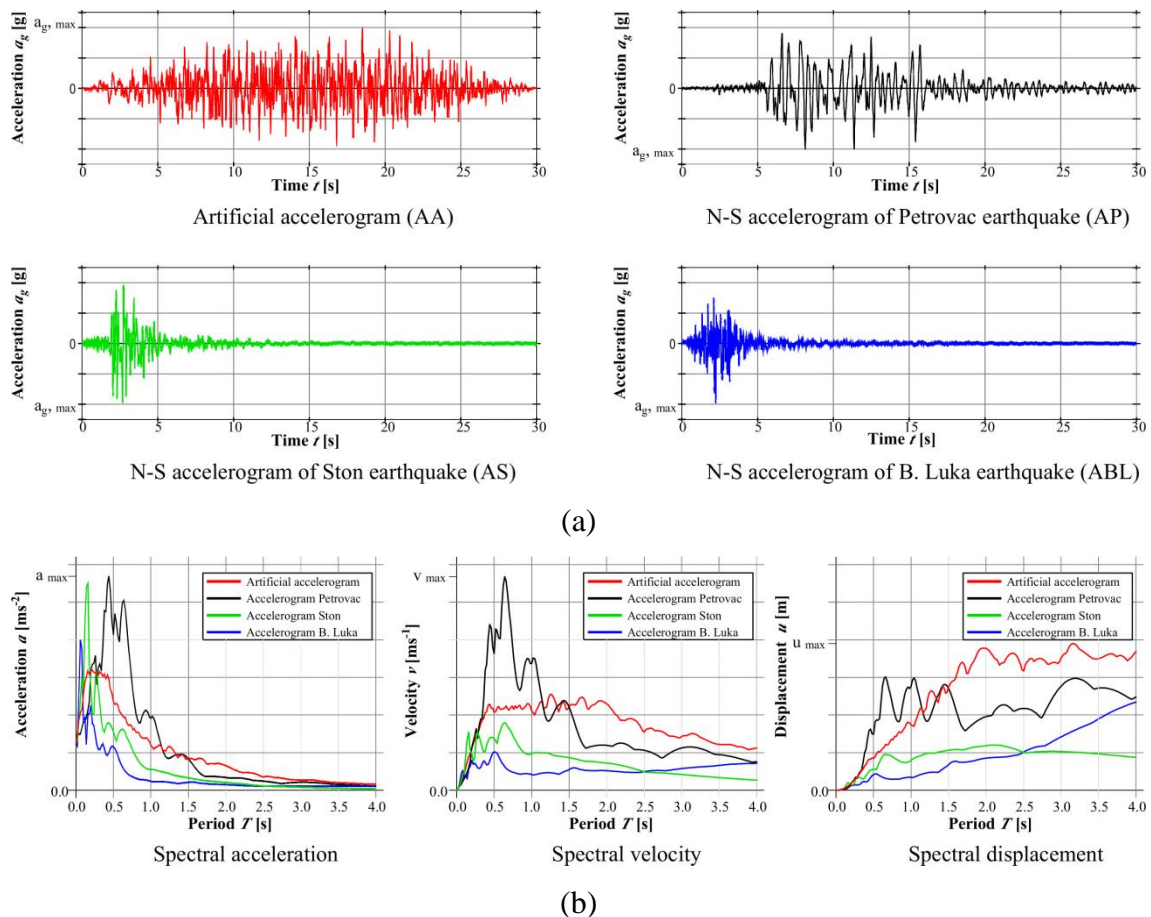 a_g, max
Acceleration a_g [g]
0
0 5 10 15 20 25 30
Time t [s]
Artificial accelerogram (AA)
Acceleration a_g [g]
0
a_g, max
0 5 10 15 20 25 30
Time t [s]
N-S accelerogram of Petrovac earthquake (AP)
Acceleration a_g [g]
0
a_g, max
0 5 10 15 20 25 30
Time t [s]
N-S accelerogram of Ston earthquake (AS)
Acceleration a_g [g]
0
a_g, max
0 5 10 15 20 25 30
Time t [s]
N-S accelerogram of B. Luka earthquake (ABL)
(a)
a max
Acceleration a [ms⁻²]
0.0
Artificial accelerogram
Accelerogram Petrovac
Accelerogram Ston
Accelerogram B. Luka
0.0 0.5 1.0 1.5 2.0 2.5 3.0 3.5 4.0
Period T [s]
Spectral acceleration
v max
Velocity v [ms⁻¹]
0.0
Artificial accelerogram
Accelerogram Petrovac
Accelerogram Ston
Accelerogram B. Luka
0.0 0.5 1.0 1.5 2.0 2.5 3.0 3.5 4.0
Period T [s]
Spectral velocity
u max
Displacement u [m]
0.0
Artificial accelerogram
Accelerogram Petrovac
Accelerogram Ston
Accelerogram B. Luka
0.0 0.5 1.0 1.5 2.0 2.5 3.0 3.5 4.0
Period T [s]
Spectral displacement
(b)